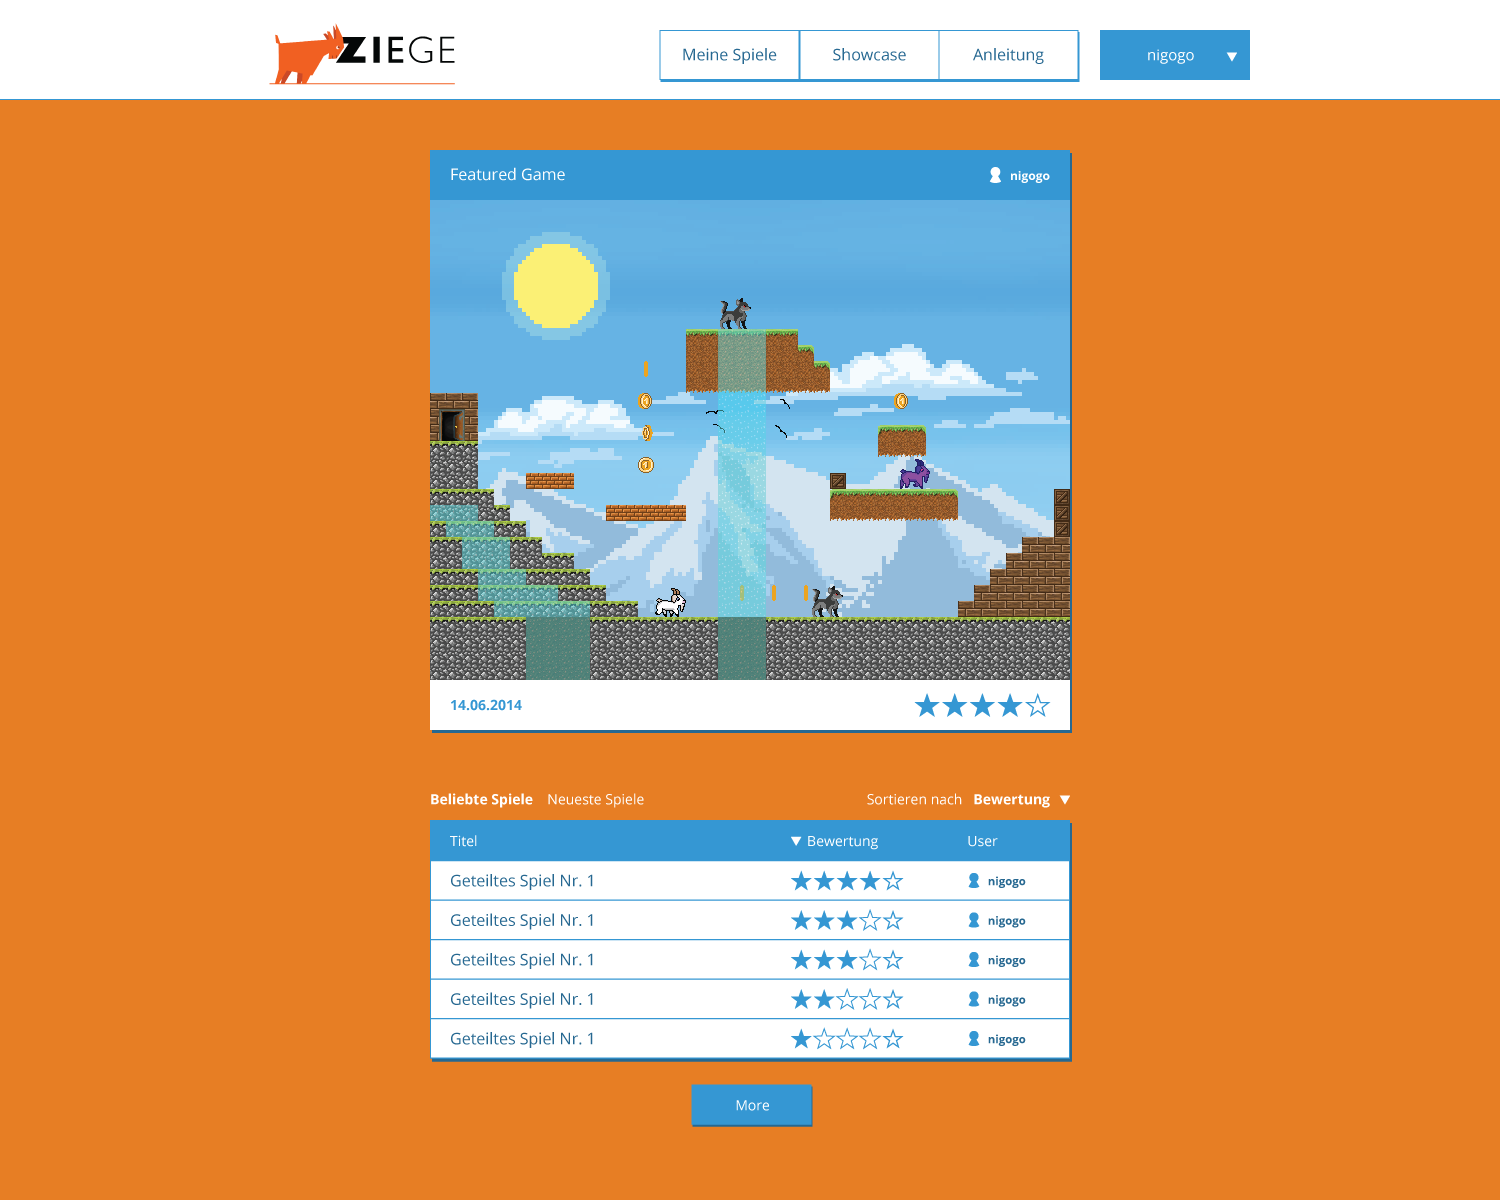 ZIEGE
Meine Spiele Showcase Anleitung nigogo
Featured Game nigogo
14.06.2014
Beliebte Spiele Neueste Spiele Sortieren nach Bewertung
Titel Bewertung User
Geteiltes Spiel Nr. 1 nigogo
Geteiltes Spiel Nr. 1 nigogo
Geteiltes Spiel Nr. 1 nigogo
Geteiltes Spiel Nr. 1 nigogo
Geteiltes Spiel Nr. 1 nigogo
More